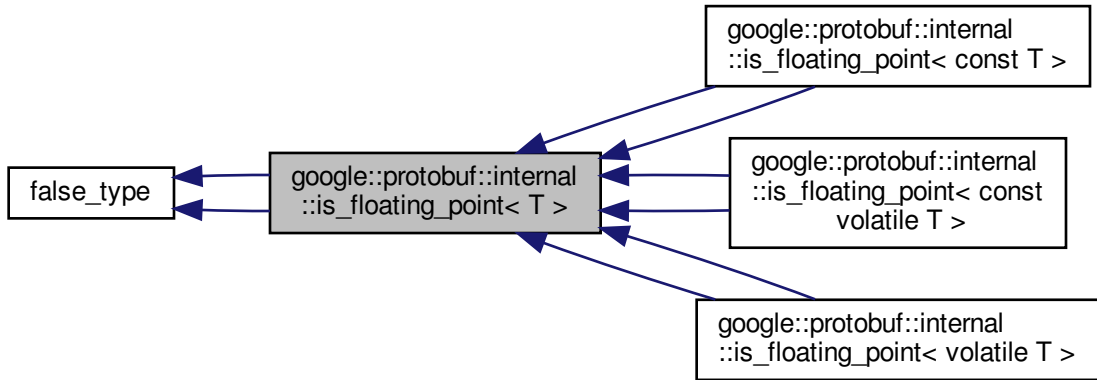 google::protobuf::internal
::is_floating_point< const T >
false_type
google::protobuf::internal
::is_floating_point< T >
google::protobuf::internal
::is_floating_point< const
volatile T >
google::protobuf::internal
::is_floating_point< volatile T >